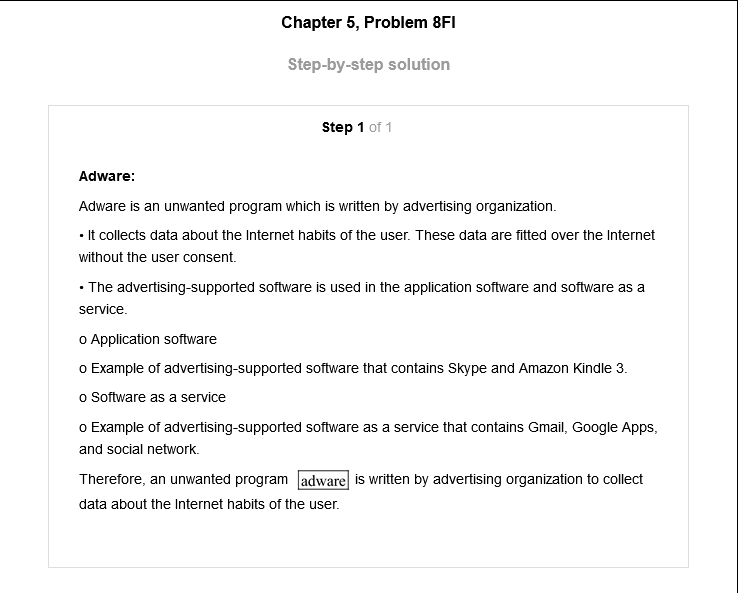 Chapter 5, Problem 8FI
Step-by-step solution
Step 1 of 1
Adware:
Adware is an unwanted program which is written by advertising organization.
• It collects data about the Internet habits of the user. These data are fitted over the Internet
without the user consent.
• The advertising-supported software is used in the application software and software as a
service.
o Application software
o Example of advertising-supported software that contains Skype and Amazon Kindle 3.
o Software as a service
o Example of advertising-supported software as a service that contains Gmail, Google Apps,
and social network.
Therefore, an unwanted program adware is written by advertising organization to collect
data about the Internet habits of the user.